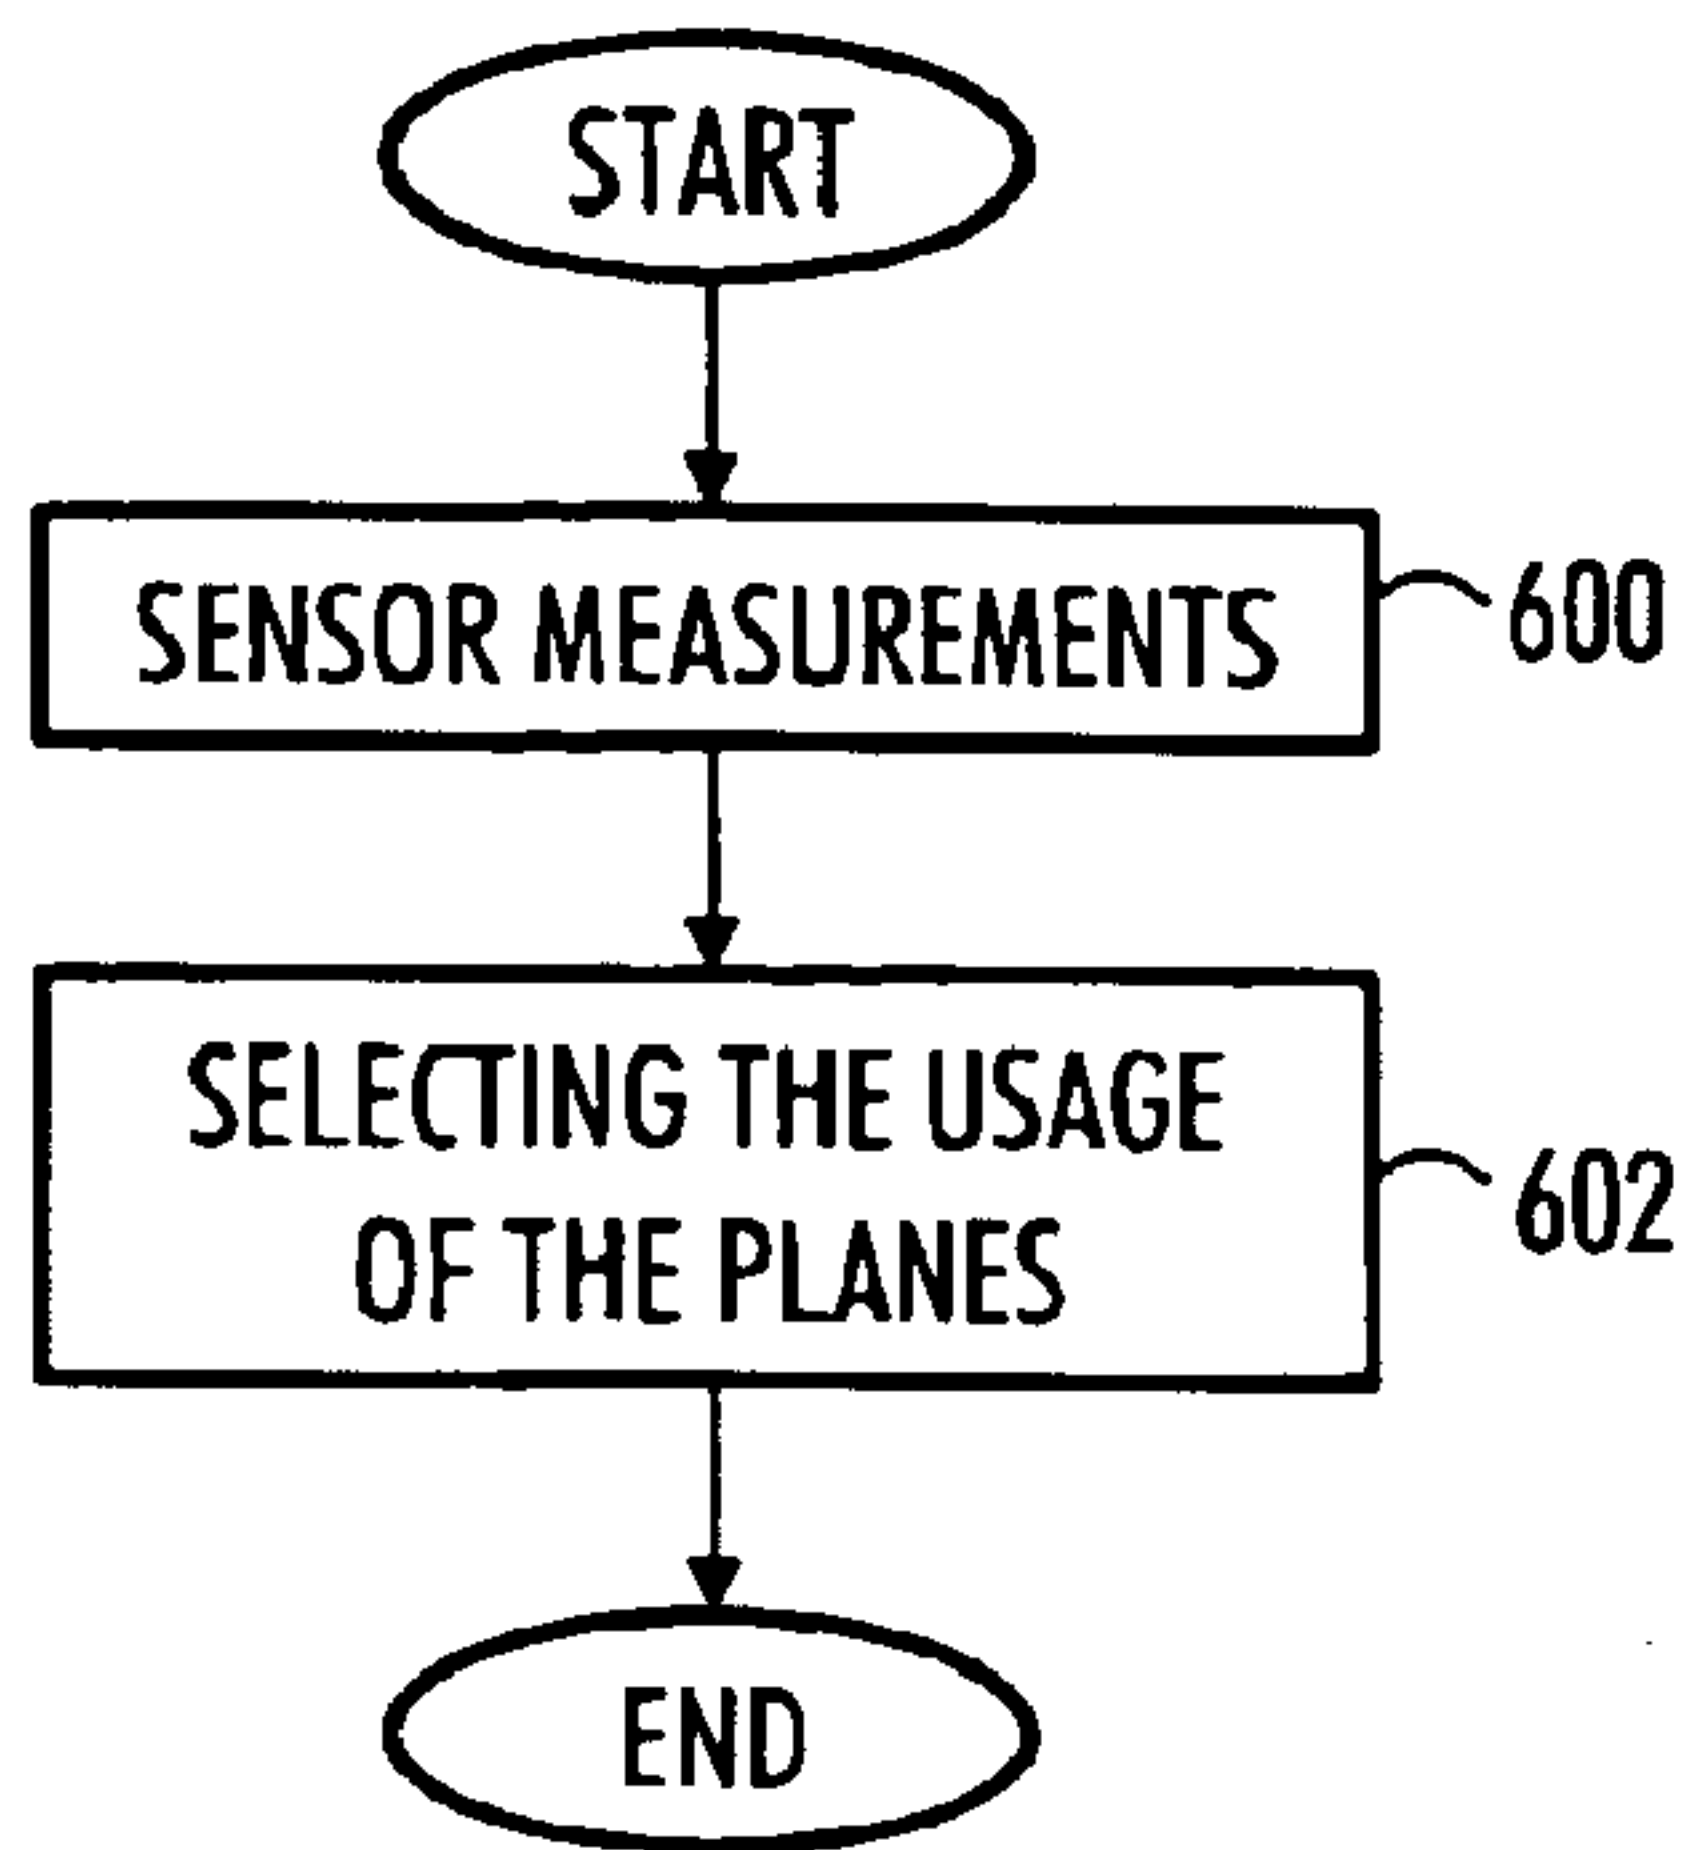 START
SENSOR MEASUREMENTS
600
SELECTING THE USAGE
OF THE PLANES
602
END